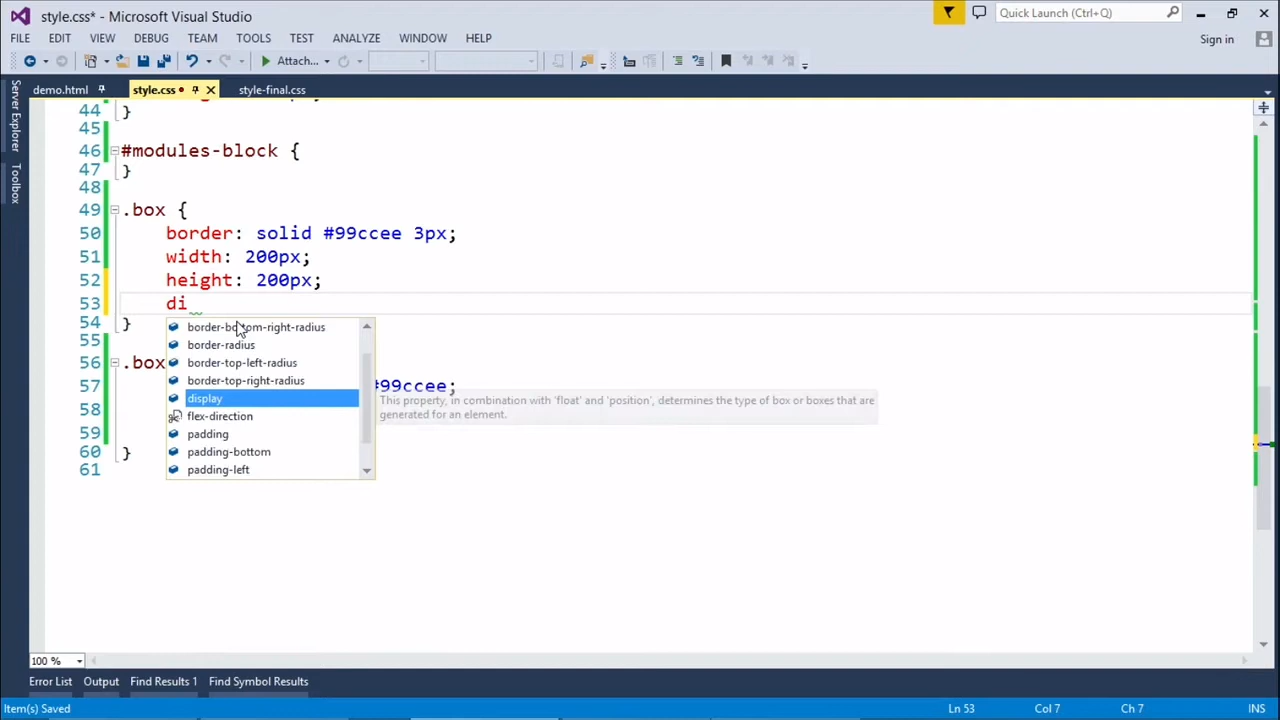 style.css* - Microsoft Visual Studio
Quick Launch (Ctrl+Q)
FILE EDIT VIEW DEBUG TEAM TOOLS TEST ANALYZE WINDOW HELP
Sign in
Attach...
demo.html style.css style-final.css
Server Explorer
Toolbox
44 }
45
46 #modules-block {
47 }
48
49 .box {
50 border: solid #99ccee 3px;
51 width: 200px;
52 height: 200px;
53 di
54 }
border-bottom-right-radius
55
border-radius
56 .box
border-top-left-radius
border-top-right-radius
57 #99ccee;
display
This property, in combination with 'float' and 'position', determines the type of box or boxes that are
generated for an element.
58
flex-direction
59
padding
60 }
padding-bottom
61
padding-left
100 %
Error List Output Find Results 1 Find Symbol Results
Item(s) Saved Ln 53 Col 7 Ch 7 INS